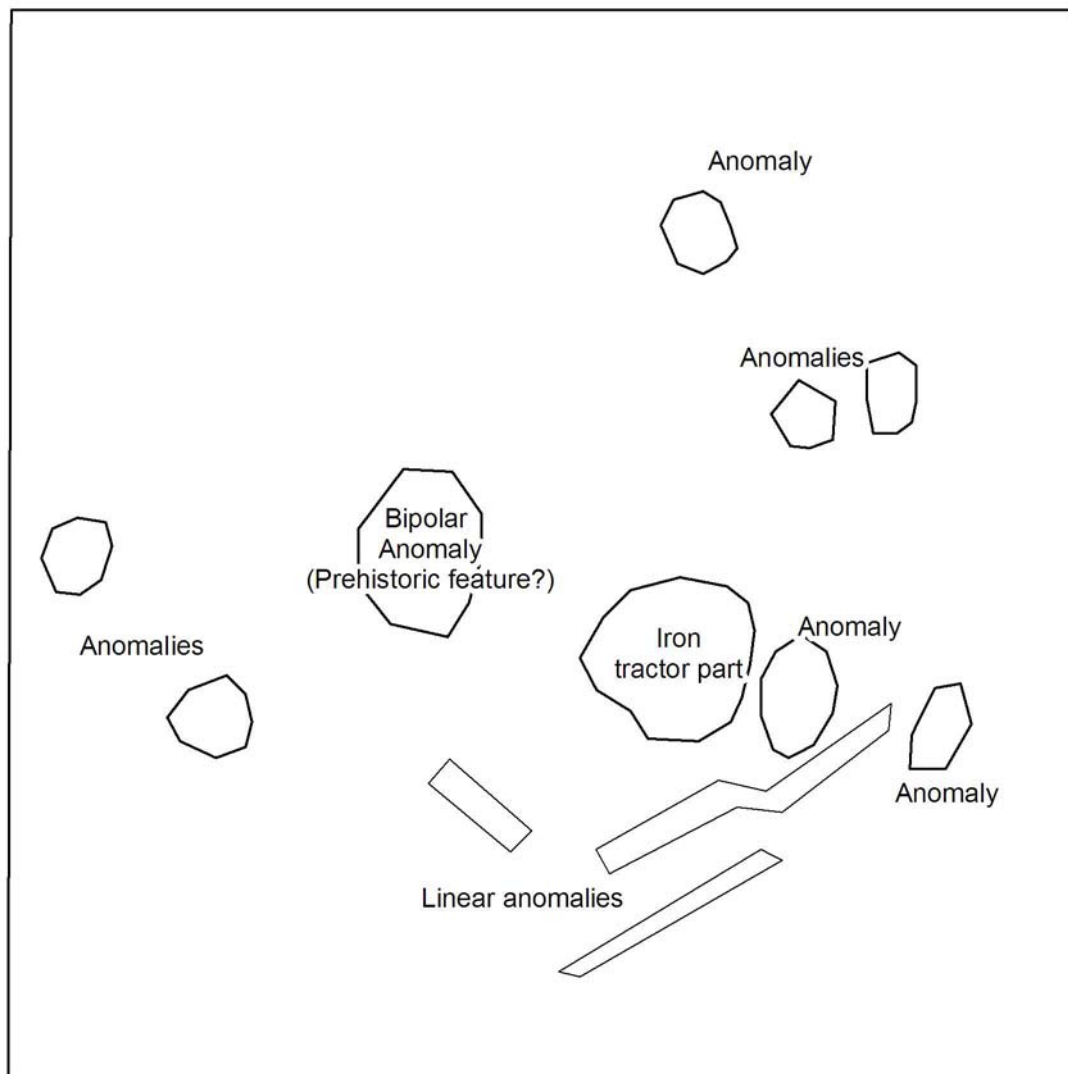 Anomaly
Anomalies
Bipolar
Anomaly
(Prehistoric feature?)
Iron
tractor part
Anomaly
Anomalies
Anomaly
Linear anomalies